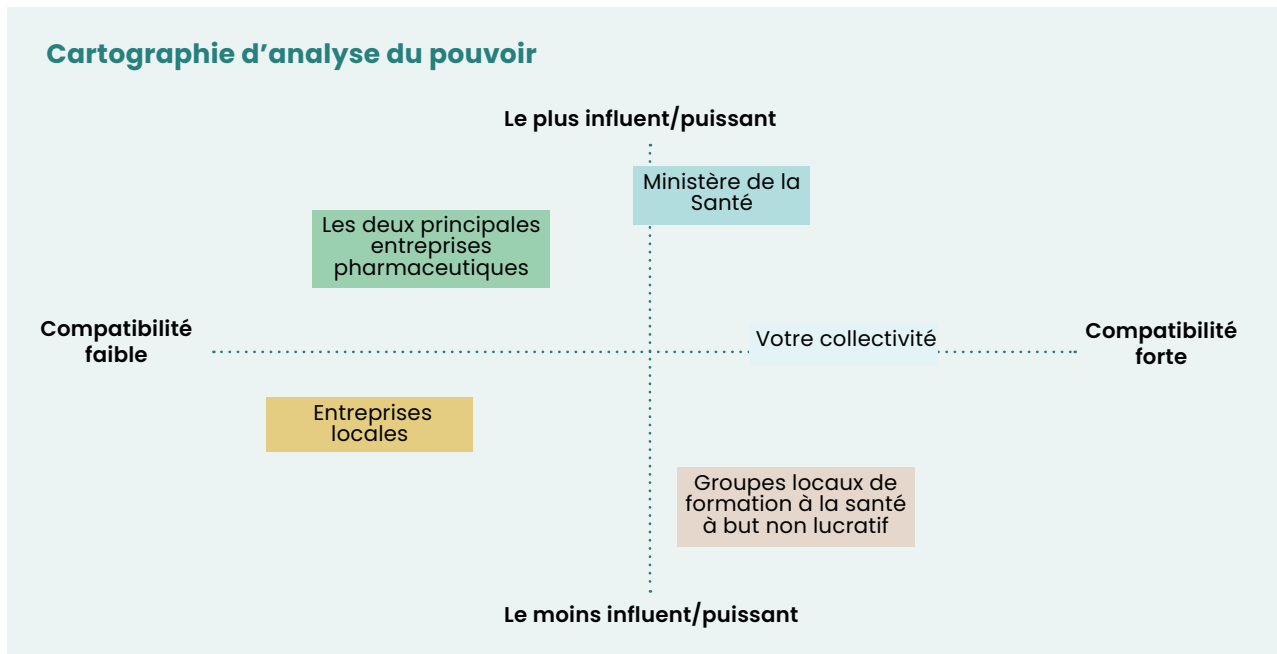 Cartographie d’analyse du pouvoir
Le plus influent/puissant
Ministère de la
Santé
Les deux principales
entreprises
pharmaceutiques
Compatibilité
faible
Votre collectivité
Compatibilité
forte
Entreprises
locales
Groupes locaux de
formation à la santé
à but non lucratif
Le moins influent/puissant